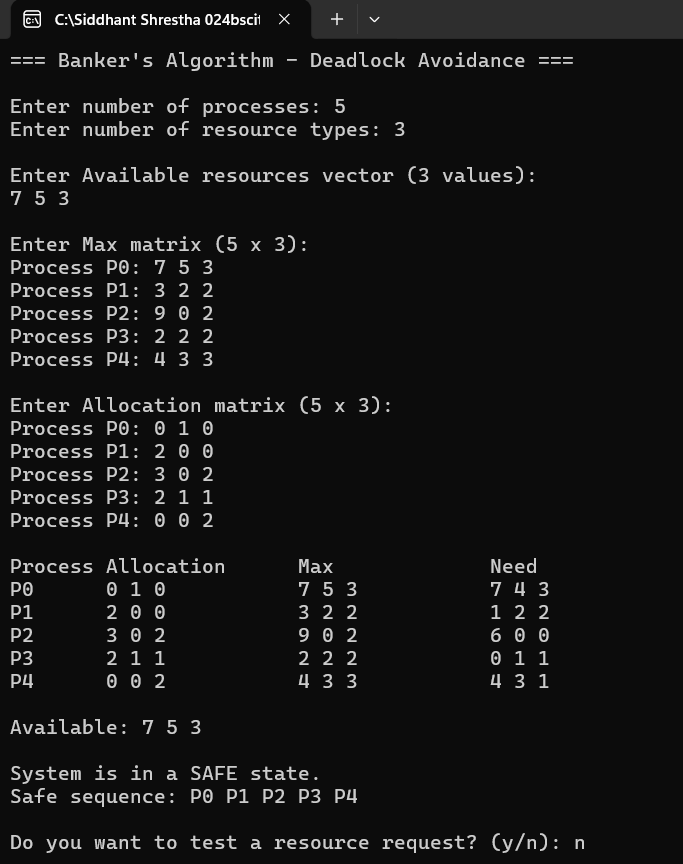 C:\Siddhant Shrestha 024bscit
=== Banker's Algorithm - Deadlock Avoidance ===
Enter number of processes: 5
Enter number of resource types: 3
Enter Available resources vector (3 values):
7 5 3
Enter Max matrix (5 x 3):
Process P0: 7 5 3
Process P1: 3 2 2
Process P2: 9 0 2
Process P3: 2 2 2
Process P4: 4 3 3
Enter Allocation matrix (5 x 3):
Process P0: 0 1 0
Process P1: 2 0 0
Process P2: 3 0 2
Process P3: 2 1 1
Process P4: 0 0 2
Process Allocation Max Need
P0 0 1 0 7 5 3 7 4 3
P1 2 0 0 3 2 2 1 2 2
P2 3 0 2 9 0 2 6 0 0
P3 2 1 1 2 2 2 0 1 1
P4 0 0 2 4 3 3 4 3 1
Available: 7 5 3
System is in a SAFE state.
Safe sequence: P0 P1 P2 P3 P4
Do you want to test a resource request? (y/n): n